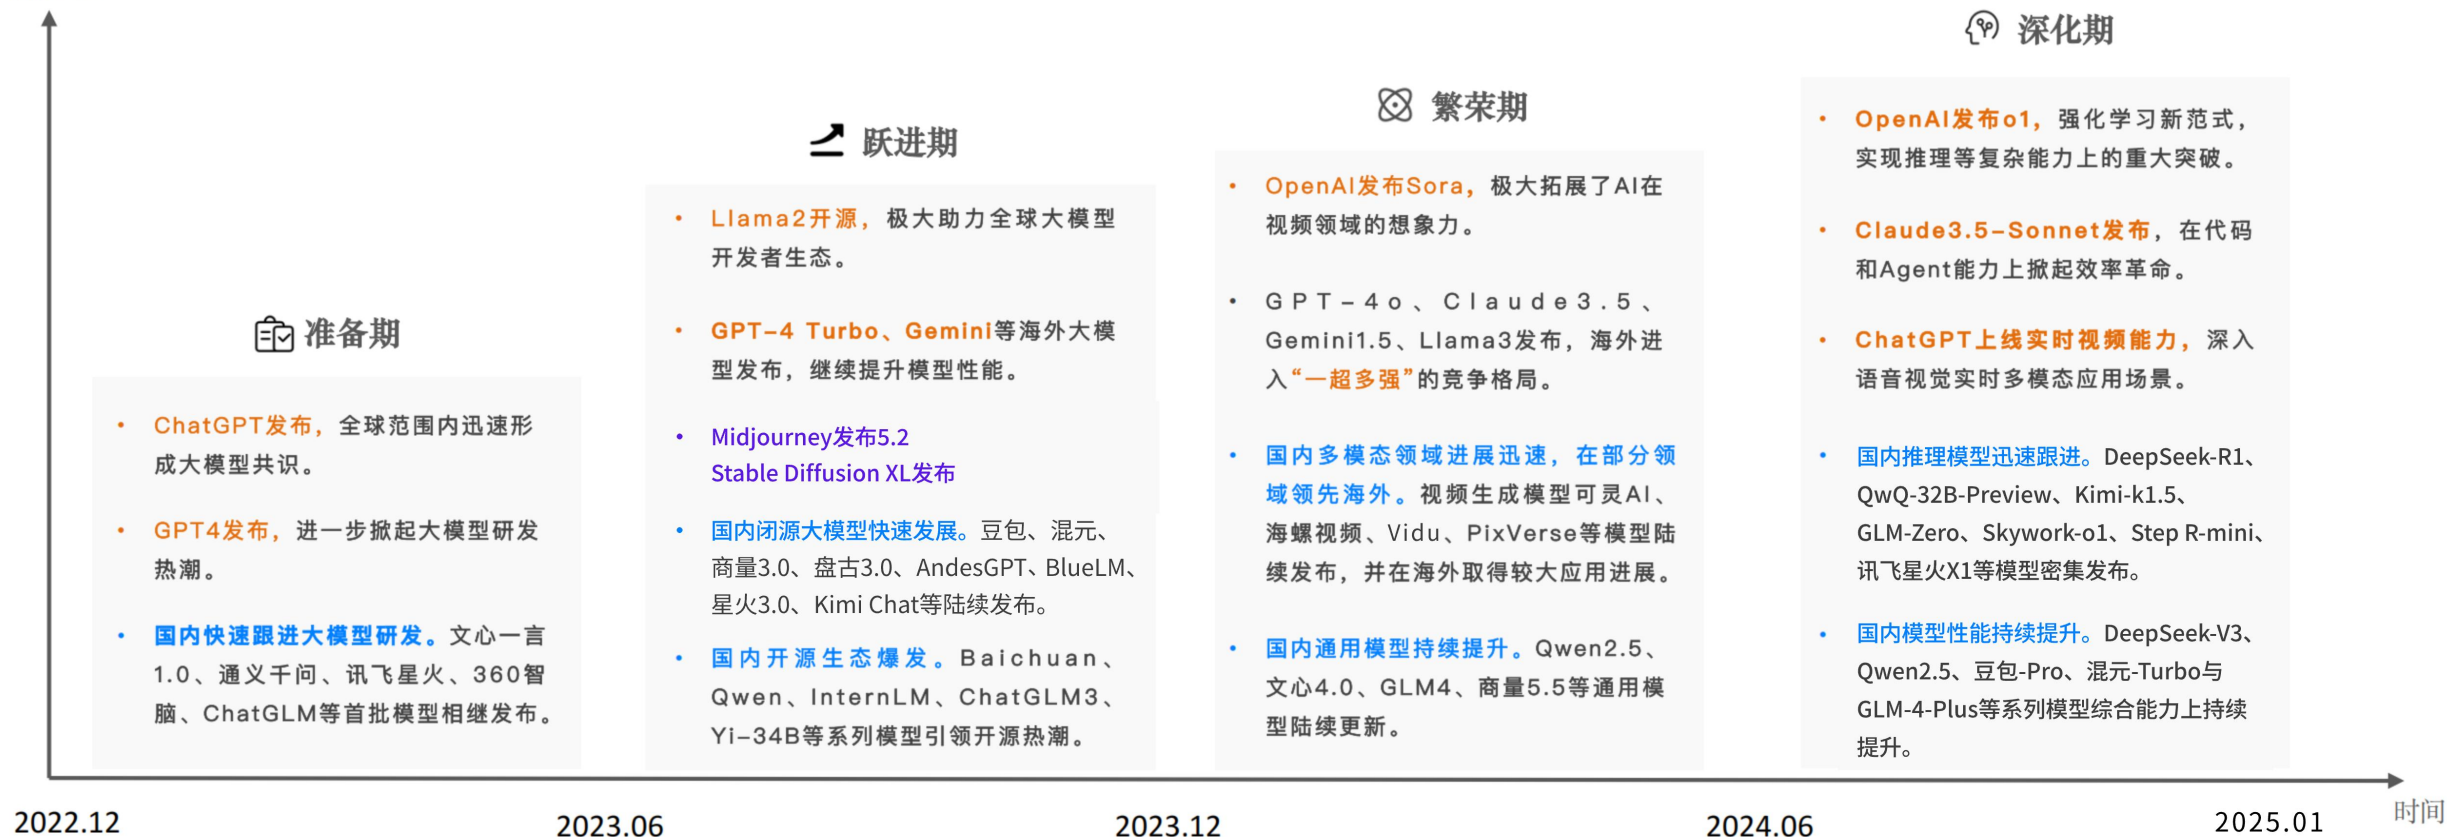 准备期
ChatGPT发布，全球范围内迅速形
成大模型共识。
GPT4发布，进一步掀起大模型研发
热潮。
国内快速跟进大模型研发。文心一言
1.0、通义千问、讯飞星火、360智
脑、ChatGLM等首批模型相继发布。
跃进期
Llama2开源，极大助力全球大模型
开发者生态。
GPT-4 Turbo、Gemini等海外大模
型发布，继续提升模型性能。
Midjourney发布5.2
Stable Diffusion XL发布
国内闭源大模型快速发展。豆包、混元、
商量3.0、盘古3.0、AndesGPT、BlueLM、
星火3.0、Kimi Chat等陆续发布。
国内开源生态爆发。Baichuan、
Qwen、InternLM、ChatGLM3、
Yi-34B等系列模型引领开源热潮。
繁荣期
OpenAI发布Sora，极大拓展了AI在
视频领域的想象力。
GPT-4o、Claude3.5、
Gemini1.5、Llama3发布，海外进
入“一超多强”的竞争格局。
国内多模态领域进展迅速，在部分领
域领先海外。视频生成模型可灵AI、
海螺视频、Vidu、PixVerse等模型陆
续发布，并在海外取得较大应用进展。
国内通用模型持续提升。Qwen2.5、
文心4.0、GLM4、商量5.5等通用模
型陆续更新。
深化期
OpenAI发布o1，强化学习新范式，
实现推理等复杂能力上的重大突破。
Claude3.5-Sonnet发布，在代码
和Agent能力上掀起效率革命。
ChatGPT上线实时视频能力，深入
语音视觉实时多模态应用场景。
国内推理模型迅速跟进。DeepSeek-R1、
QwQ-32B-Preview、Kimi-k1.5、
GLM-Zero、Skywork-o1、Step R-mini、
讯飞星火X1等模型密集发布。
国内模型性能持续提升。DeepSeek-V3、
Qwen2.5、豆包-Pro、混元-Turbo与
GLM-4-Plus等系列模型综合能力上持续
提升。
2022.12
2023.06
2023.12
2024.06
2025.01
时间